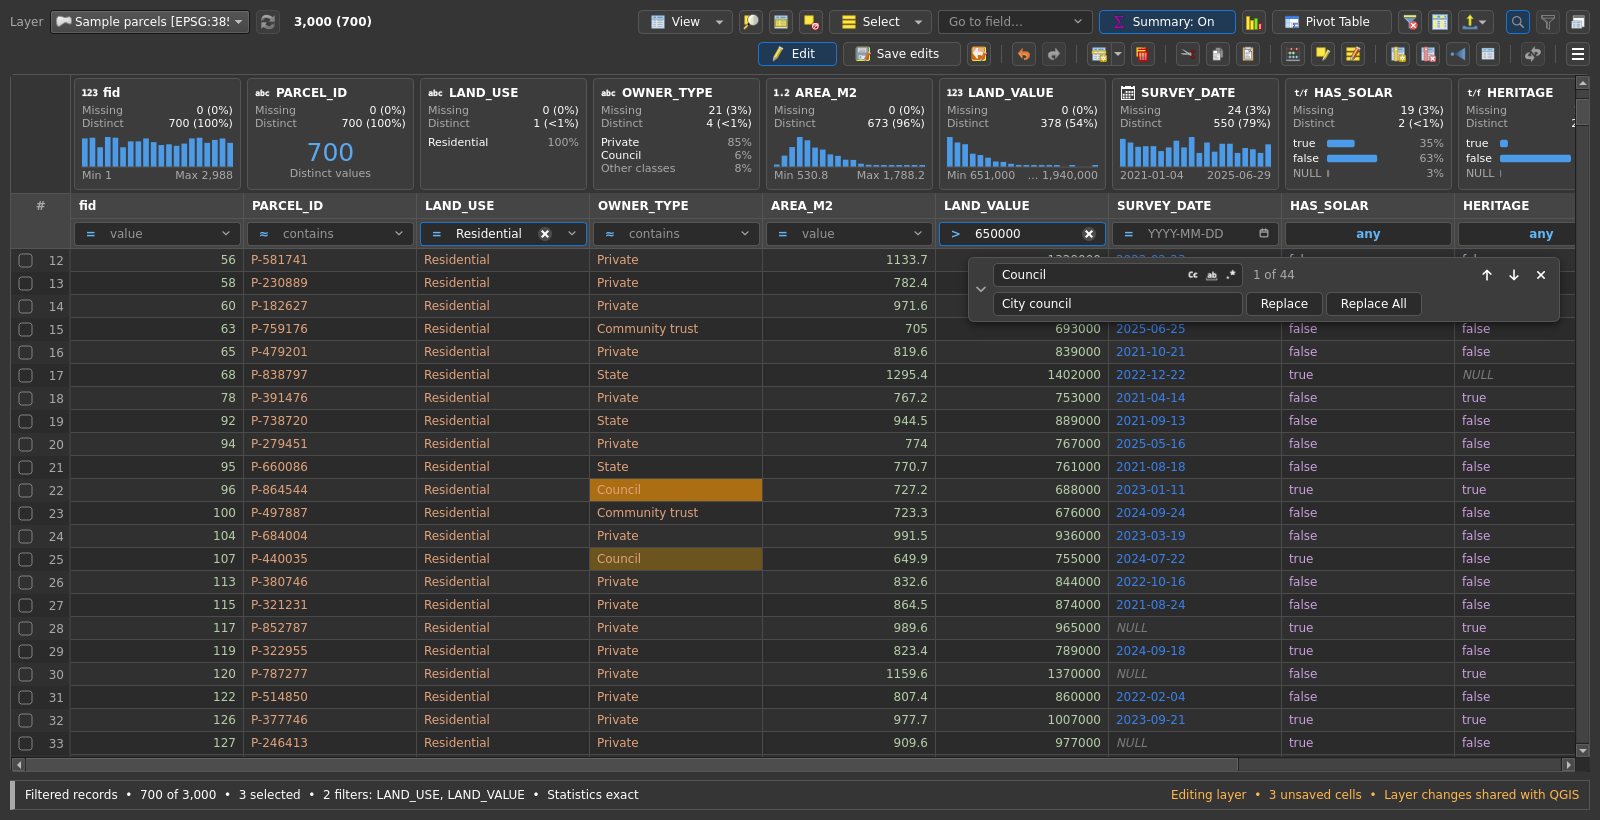 Layer Sample parcels [EPSG:38 3,000 (700) View Select Go to field... Σ Summary: On Pivot Table
Edit Save edits
123 fid abc PARCEL_ID abc LAND_USE abc OWNER_TYPE 1.2 AREA_M2 123 LAND_VALUE SURVEY_DATE t/f HAS_SOLAR t/f HERITAGE
Missing 0 (0%) Missing 0 (0%) Missing 0 (0%) Missing 21 (3%) Missing 0 (0%) Missing 0 (0%) Missing 24 (3%) Missing 19 (3%) Missing
Distinct 700 (100%) Distinct 700 (100%) Distinct 1 (<1%) Distinct 4 (<1%) Distinct 673 (96%) Distinct 378 (54%) Distinct 550 (79%) Distinct 2 (<1%) Distinct
700 Residential 100% Private 85% true 35% true
Council 6% false 63% false
Distinct values Other classes 8% NULL 3% NULL
Min 1 Max 2,988 Min 530.8 Max 1,788.2 Min 651,000 ... 1,940,000 2021-01-04 2025-06-29
# fid PARCEL_ID LAND_USE OWNER_TYPE AREA_M2 LAND_VALUE SURVEY_DATE HAS_SOLAR HERITAGE
= value ≈ contains = Residential ≈ contains = value > 650000 = YYYY-MM-DD any any
12 56 P-581741 Residential Private 1133.7
13 58 P-230889 Residential Private 782.4
14 60 P-182627 Residential Private 971.6
Council Cc ab .* 1 of 44
City council Replace Replace All
15 63 P-759176 Residential Community trust 705 693000 2025-06-25 false false
16 65 P-479201 Residential Private 819.6 839000 2021-10-21 false false
17 68 P-838797 Residential State 1295.4 1402000 2022-12-22 true NULL
18 78 P-391476 Residential Private 767.2 753000 2021-04-14 false true
19 92 P-738720 Residential State 944.5 889000 2021-09-13 false false
20 94 P-279451 Residential Private 774 767000 2025-05-16 false false
21 95 P-660086 Residential State 770.7 761000 2021-08-18 false false
22 96 P-864544 Residential Council 727.2 688000 2023-01-11 true true
23 100 P-497887 Residential Community trust 723.3 676000 2024-09-24 false false
24 104 P-684004 Residential Private 991.5 936000 2023-03-19 false false
25 107 P-440035 Residential Council 649.9 755000 2024-07-22 true false
26 113 P-380746 Residential Private 832.6 844000 2022-10-16 false false
27 115 P-321231 Residential Private 864.5 874000 2021-08-24 false false
28 117 P-852787 Residential Private 989.6 965000 NULL true true
29 119 P-322955 Residential Private 823.4 789000 2024-09-18 true false
30 120 P-787277 Residential Private 1159.6 1370000 NULL false true
31 122 P-514850 Residential Private 807.4 860000 2022-02-04 false false
32 126 P-377746 Residential Private 977.7 1007000 2023-09-21 true true
33 127 P-246413 Residential Private 909.6 977000 NULL true false
Filtered records • 700 of 3,000 • 3 selected • 2 filters: LAND_USE, LAND_VALUE • Statistics exact Editing layer • 3 unsaved cells • Layer changes shared with QGIS